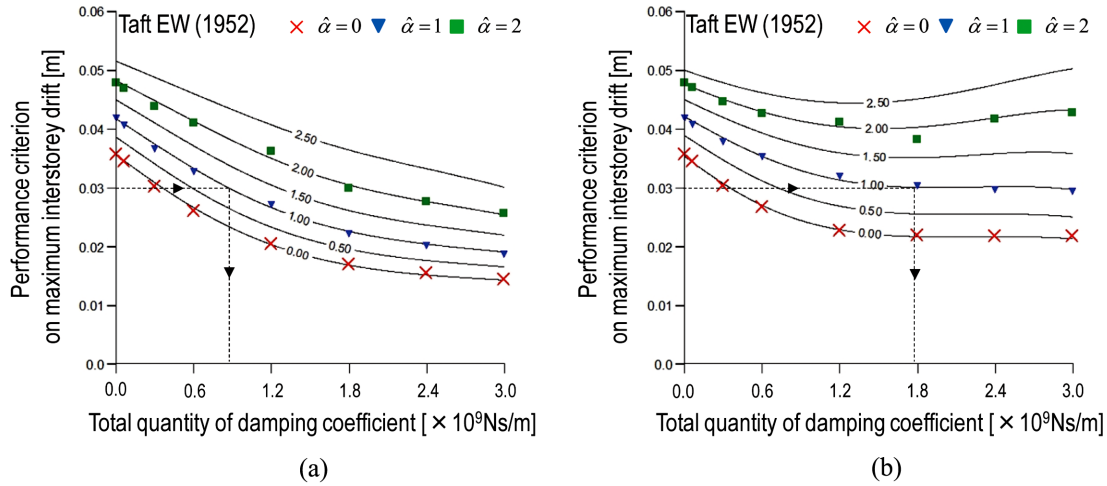 0.06
Taft EW (1952) α̂ = 0 α̂ = 1 α̂ = 2
0.05
0.04
0.03
0.02
0.01
0.0
Performance criterion
on maximum interstorey drift [m]
2.50
2.00
1.50
1.00
0.50
0.00
0.0 0.6 1.2 1.8 2.4 3.0
Total quantity of damping coefficient [ × 10⁹Ns/m]
(a)
0.06
Taft EW (1952) α̂ = 0 α̂ = 1 α̂ = 2
0.05
0.04
0.03
0.02
0.01
0.0
Performance criterion
on maximum interstorey drift [m]
2.50
2.00
1.50
1.00
0.50
0.00
0.0 0.6 1.2 1.8 2.4 3.0
Total quantity of damping coefficient [ × 10⁹Ns/m]
(b)